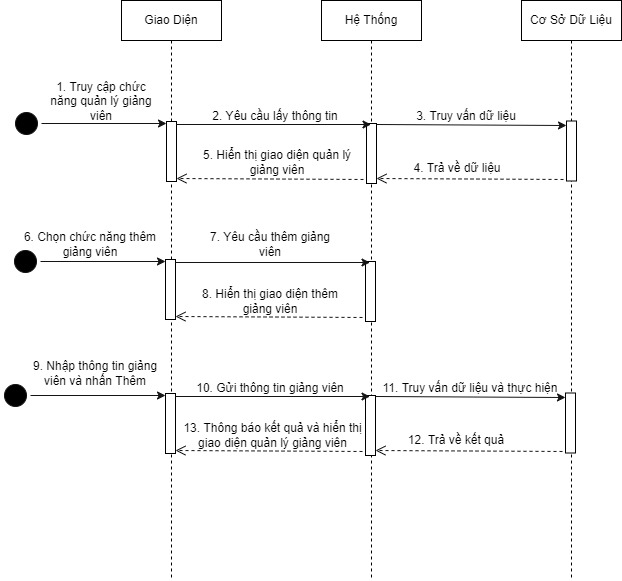 Giao Diện
Hệ Thống
Cơ Sở Dữ Liệu
1. Truy cập chức
năng quản lý giảng
viên
2. Yêu cầu lấy thông tin
3. Truy vấn dữ liệu
4. Trả về dữ liệu
5. Hiển thị giao diện quản lý
giảng viên
6. Chọn chức năng thêm
giảng viên
7. Yêu cầu thêm giảng
viên
8. Hiển thị giao diện thêm
giảng viên
9. Nhập thông tin giảng
viên và nhấn Thêm
10. Gửi thông tin giảng viên
11. Truy vấn dữ liệu và thực hiện
12. Trả về kết quả
13. Thông báo kết quả và hiển thị
giao diện quản lý giảng viên